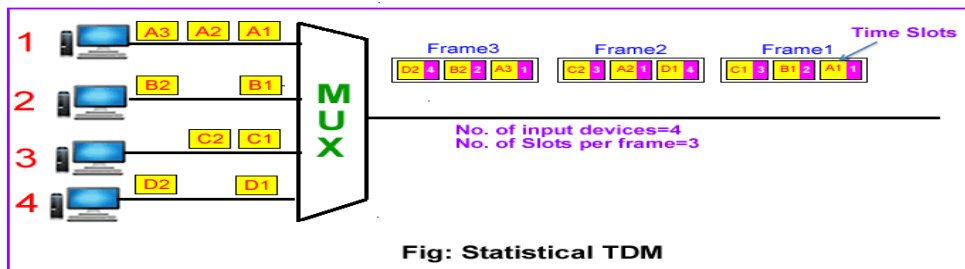 1 A3 A2 A1
2 B2 B1
3 C2 C1
4 D2 D1
MUX
Frame3 Frame2 Frame1
Time Slots
D2 4 B2 2 A3 1 C2 3 A2 1 D1 4 C1 3 B1 2 A1 1
No. of input devices=4
No. of Slots per frame=3
Fig: Statistical TDM